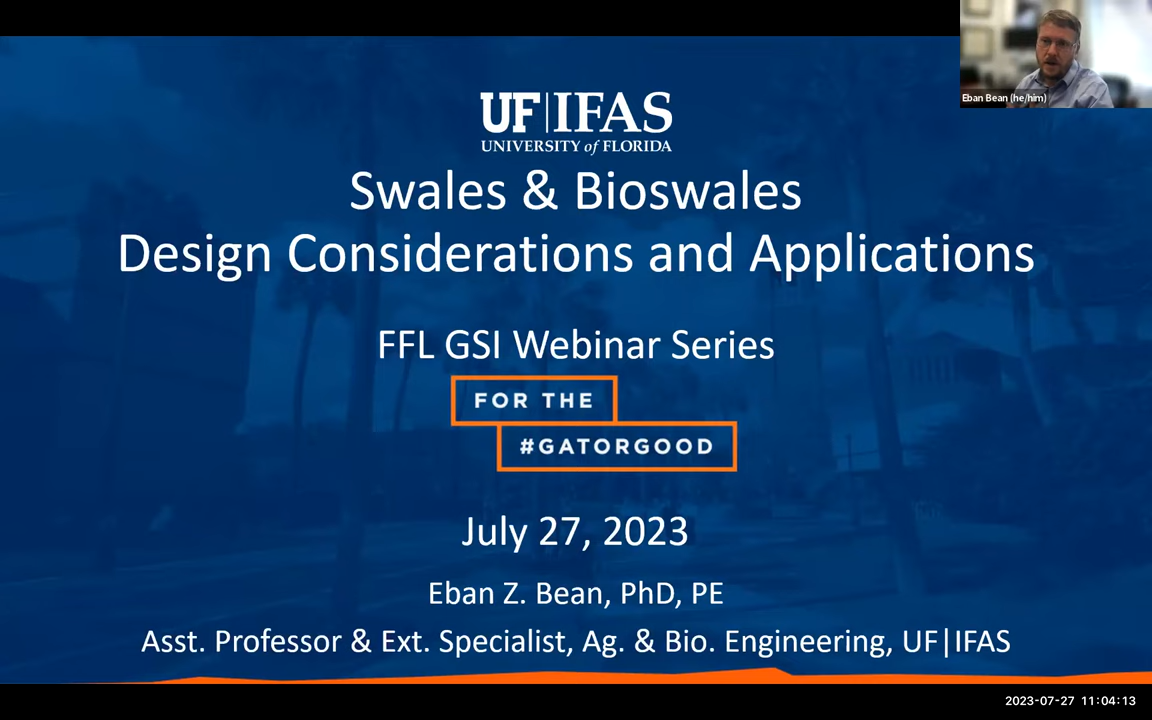 Eban Bean (he/him)
UF|IFAS
UNIVERSITY of FLORIDA
Swales & Bioswales
Design Considerations and Applications
FFL GSI Webinar Series
FOR THE
#GATORGOOD
July 27, 2023
Eban Z. Bean, PhD, PE
Asst. Professor & Ext. Specialist, Ag. & Bio. Engineering, UF|IFAS
2023-07-27 11:04:13